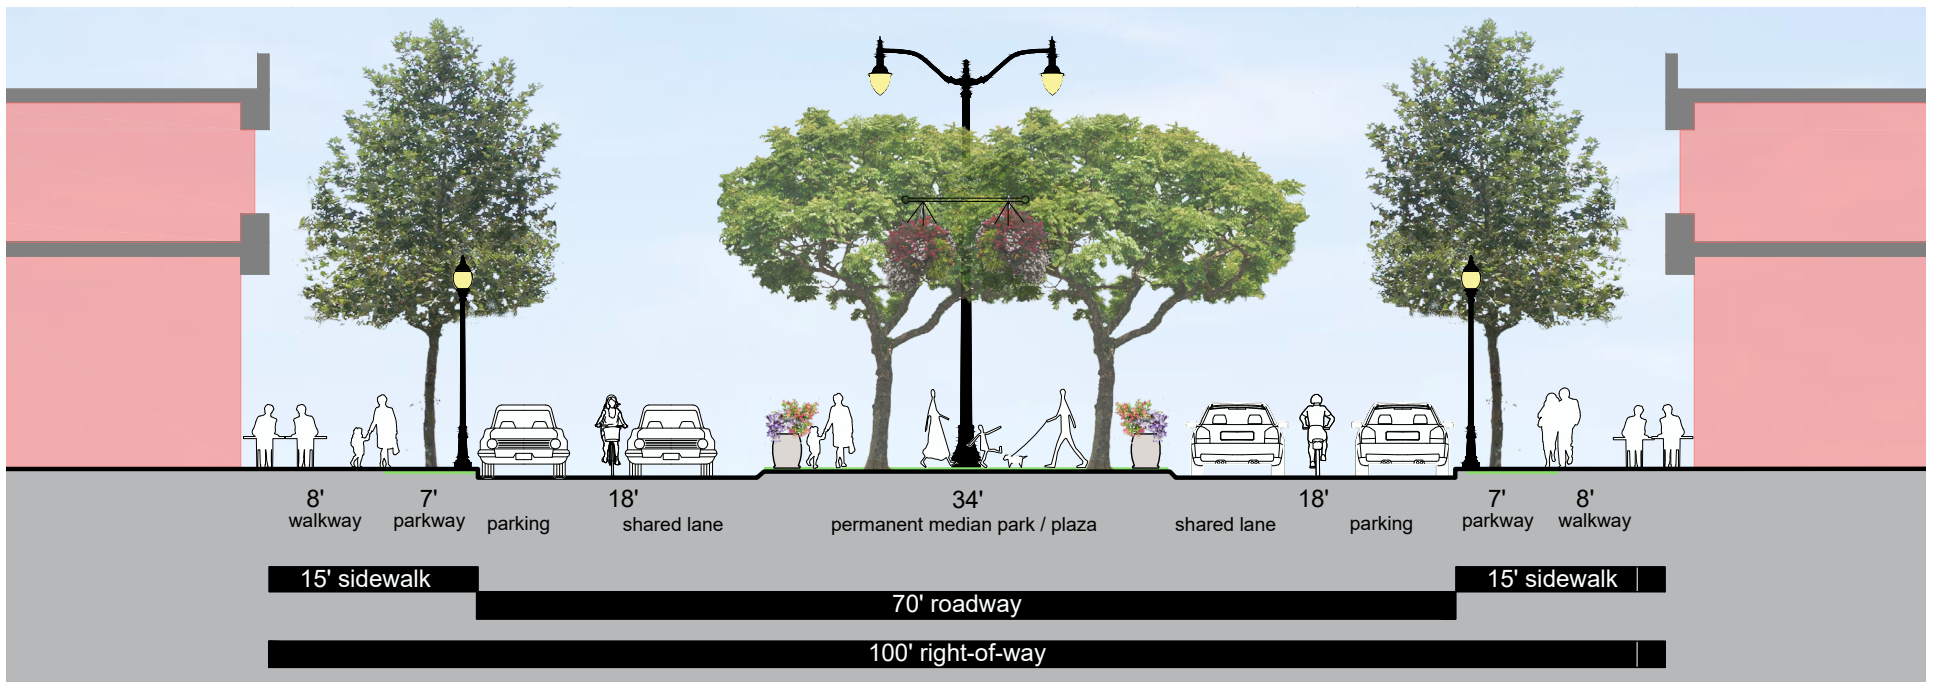 8' 7' 18' 34' 18' 7' 8'
walkway parkway parking shared lane permanent median park / plaza shared lane parking parkway walkway
15' sidewalk 15' sidewalk
70' roadway
100' right-of-way